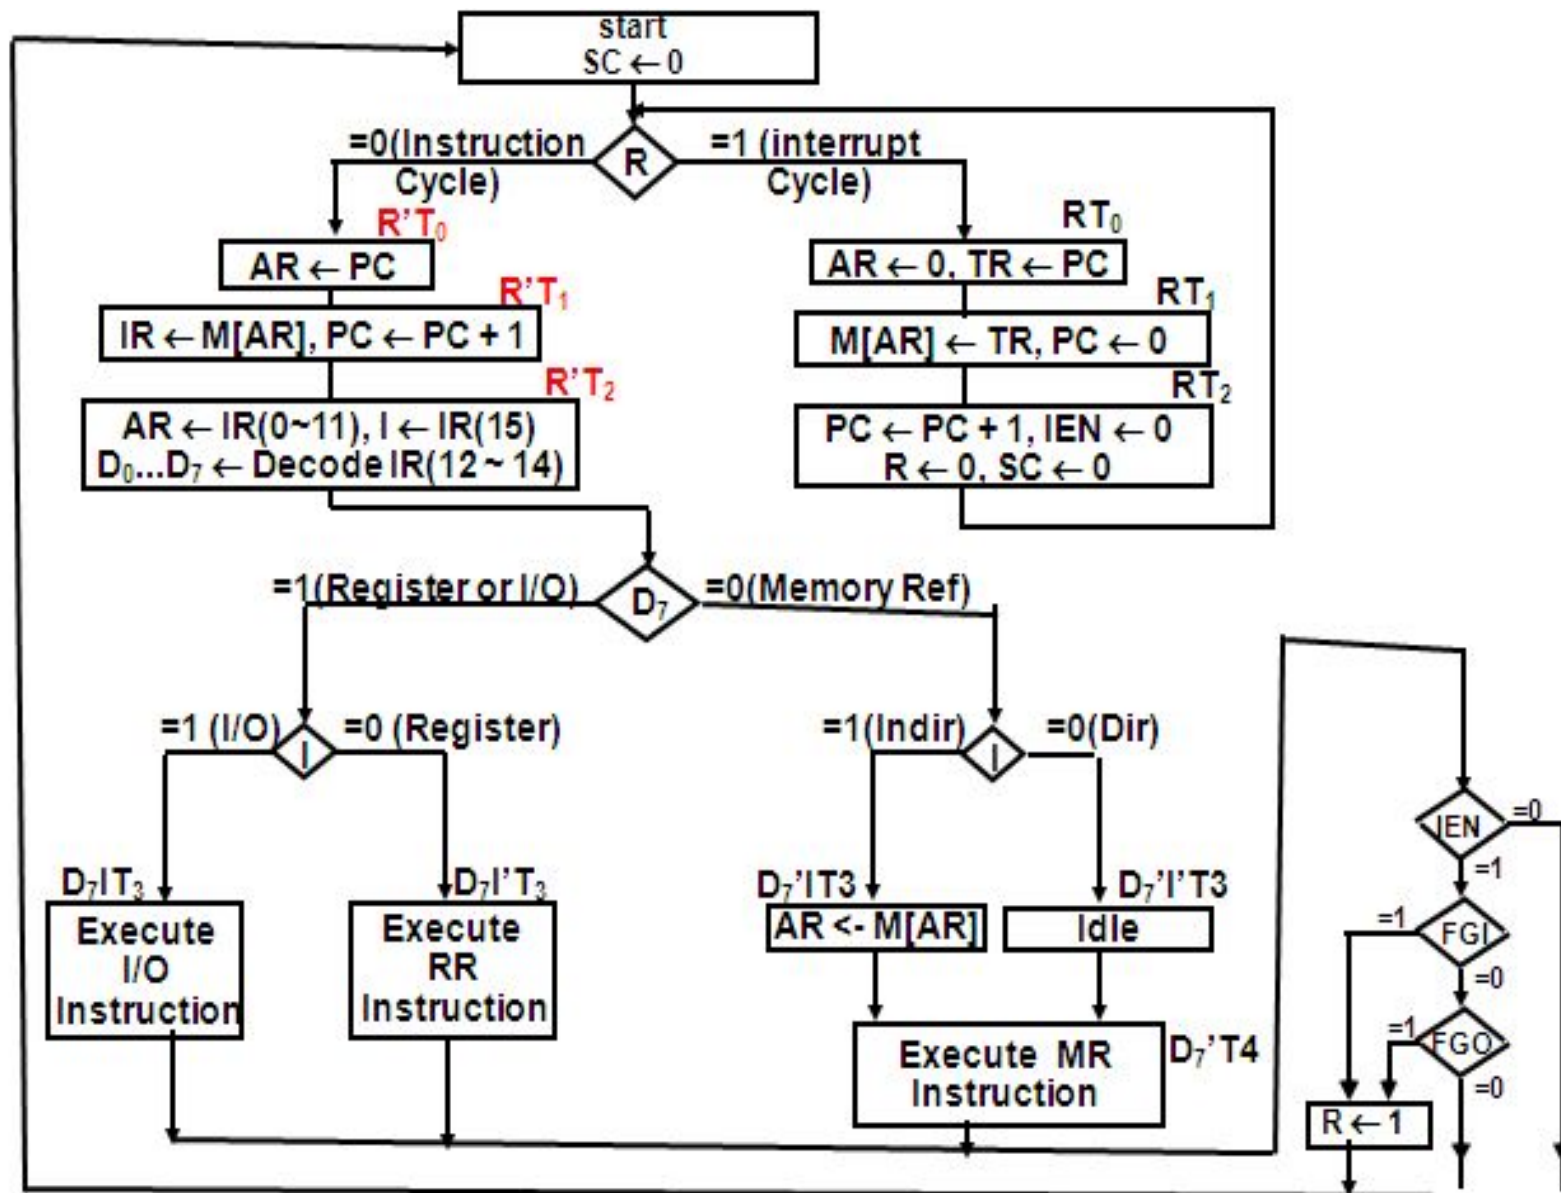 start
SC ← 0
=0(Instruction
Cycle)
R
=1 (interrupt
Cycle)
R'T₀
AR ← PC
R'T₁
IR ← M[AR], PC ← PC + 1
R'T₂
AR ← IR(0~11), I ← IR(15)
D₀...D₇ ← Decode IR(12 ~ 14)
RT₀
AR ← 0, TR ← PC
RT₁
M[AR] ← TR, PC ← 0
RT₂
PC ← PC + 1, IEN ← 0
R ← 0, SC ← 0
=1(Register or I/O)
D₇
=0(Memory Ref)
=1 (I/O)
I
=0 (Register)
=1(Indir)
I
=0(Dir)
D₇IT₃
Execute
I/O
Instruction
D₇I'T₃
Execute
RR
Instruction
D₇'IT3
AR <- M[AR]
D₇'I'T3
Idle
Execute MR
Instruction
D₇'T4
IEN
=0
=1
=1
FGI
=0
=1
FGO
=0
R ← 1